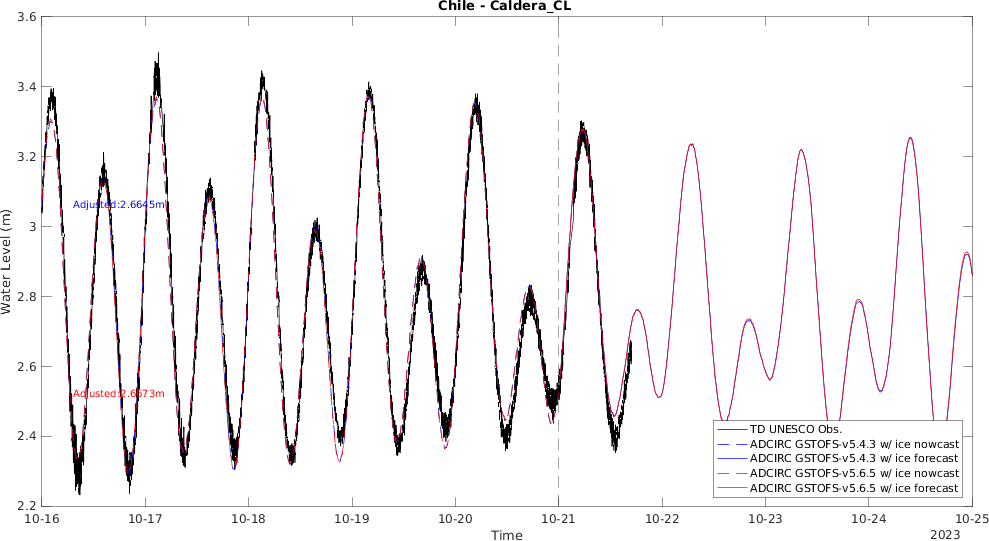 Chile - Caldera_CL
3.6
3.4
3.2
3
2.8
2.6
2.4
2.2
Water Level (m)
Adjusted:2.6645m
Adjusted:2.6673m
TD UNESCO Obs.
ADCIRC GSTOFS-v5.4.3 w/ ice nowcast
ADCIRC GSTOFS-v5.4.3 w/ ice forecast
ADCIRC GSTOFS-v5.6.5 w/ ice nowcast
ADCIRC GSTOFS-v5.6.5 w/ ice forecast
10-16 10-17 10-18 10-19 10-20 10-21 10-22 10-23 10-24 10-25
Time
2023